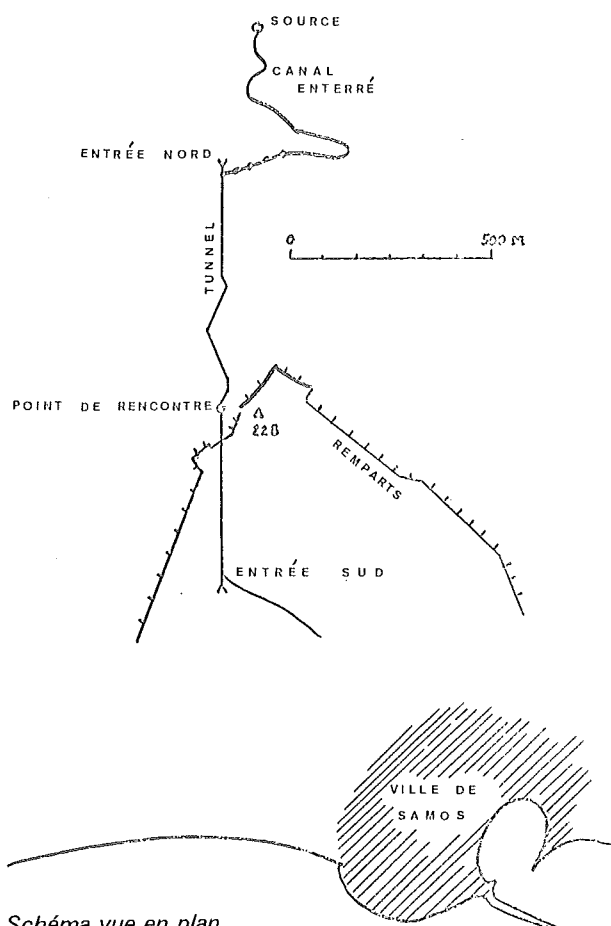 SOURCE
CANAL
ENTERRÉ
ENTRÉE NORD
0 500 M
TUNNEL
POINT DE RENCONTRE
228
REMPARTS
ENTRÉE SUD
VILLE DE
SAMOS
Schéma vue en plan